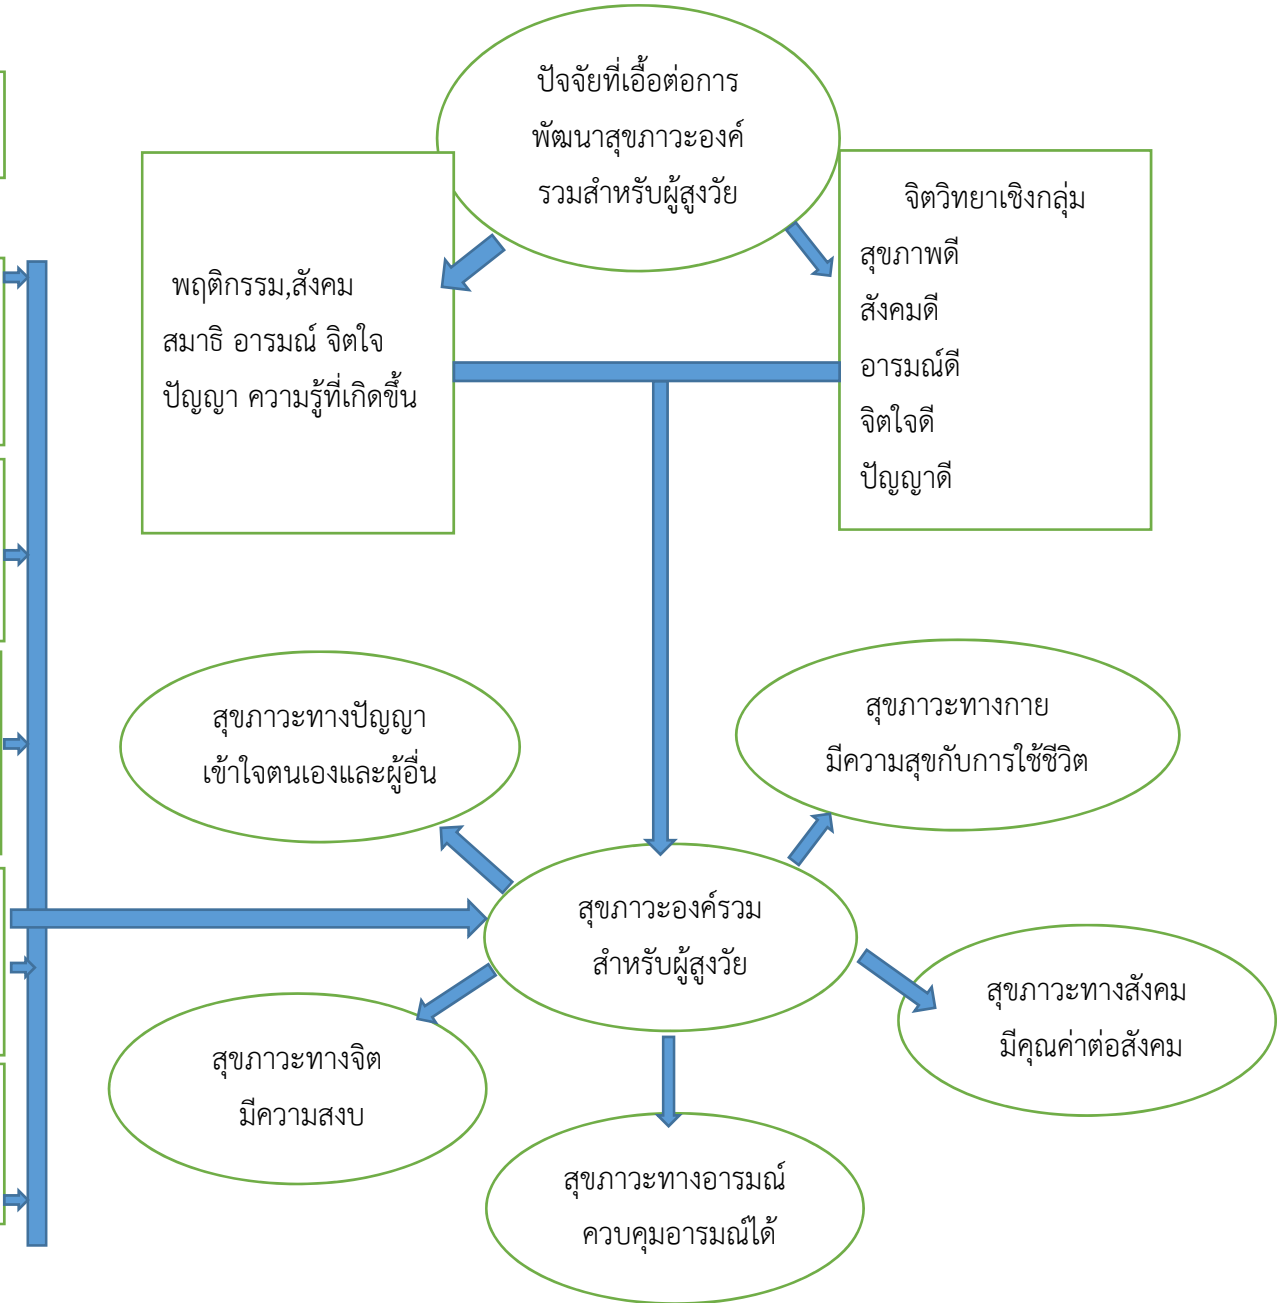 ปัจจัยที่เอื้อต่อการ
พัฒนาสุขภาวะองค์
รวมสำหรับผู้สูงวัย
พฤติกรรม,สังคม
สมาธิ อารมณ์ จิตใจ
ปัญญา ความรู้ที่เกิดขึ้น
จิตวิทยาเชิงกลุ่ม
สุขภาพดี
สังคมดี
อารมณ์ดี
จิตใจดี
ปัญญาดี
สุขภาวะทางปัญญา
เข้าใจตนเองและผู้อื่น
สุขภาวะทางกาย
มีความสุขกับการใช้ชีวิต
สุขภาวะองค์รวม
สำหรับผู้สูงวัย
สุขภาวะทางสังคม
มีคุณค่าต่อสังคม
สุขภาวะทางจิต
มีความสงบ
สุขภาวะทางอารมณ์
ควบคุมอารมณ์ได้